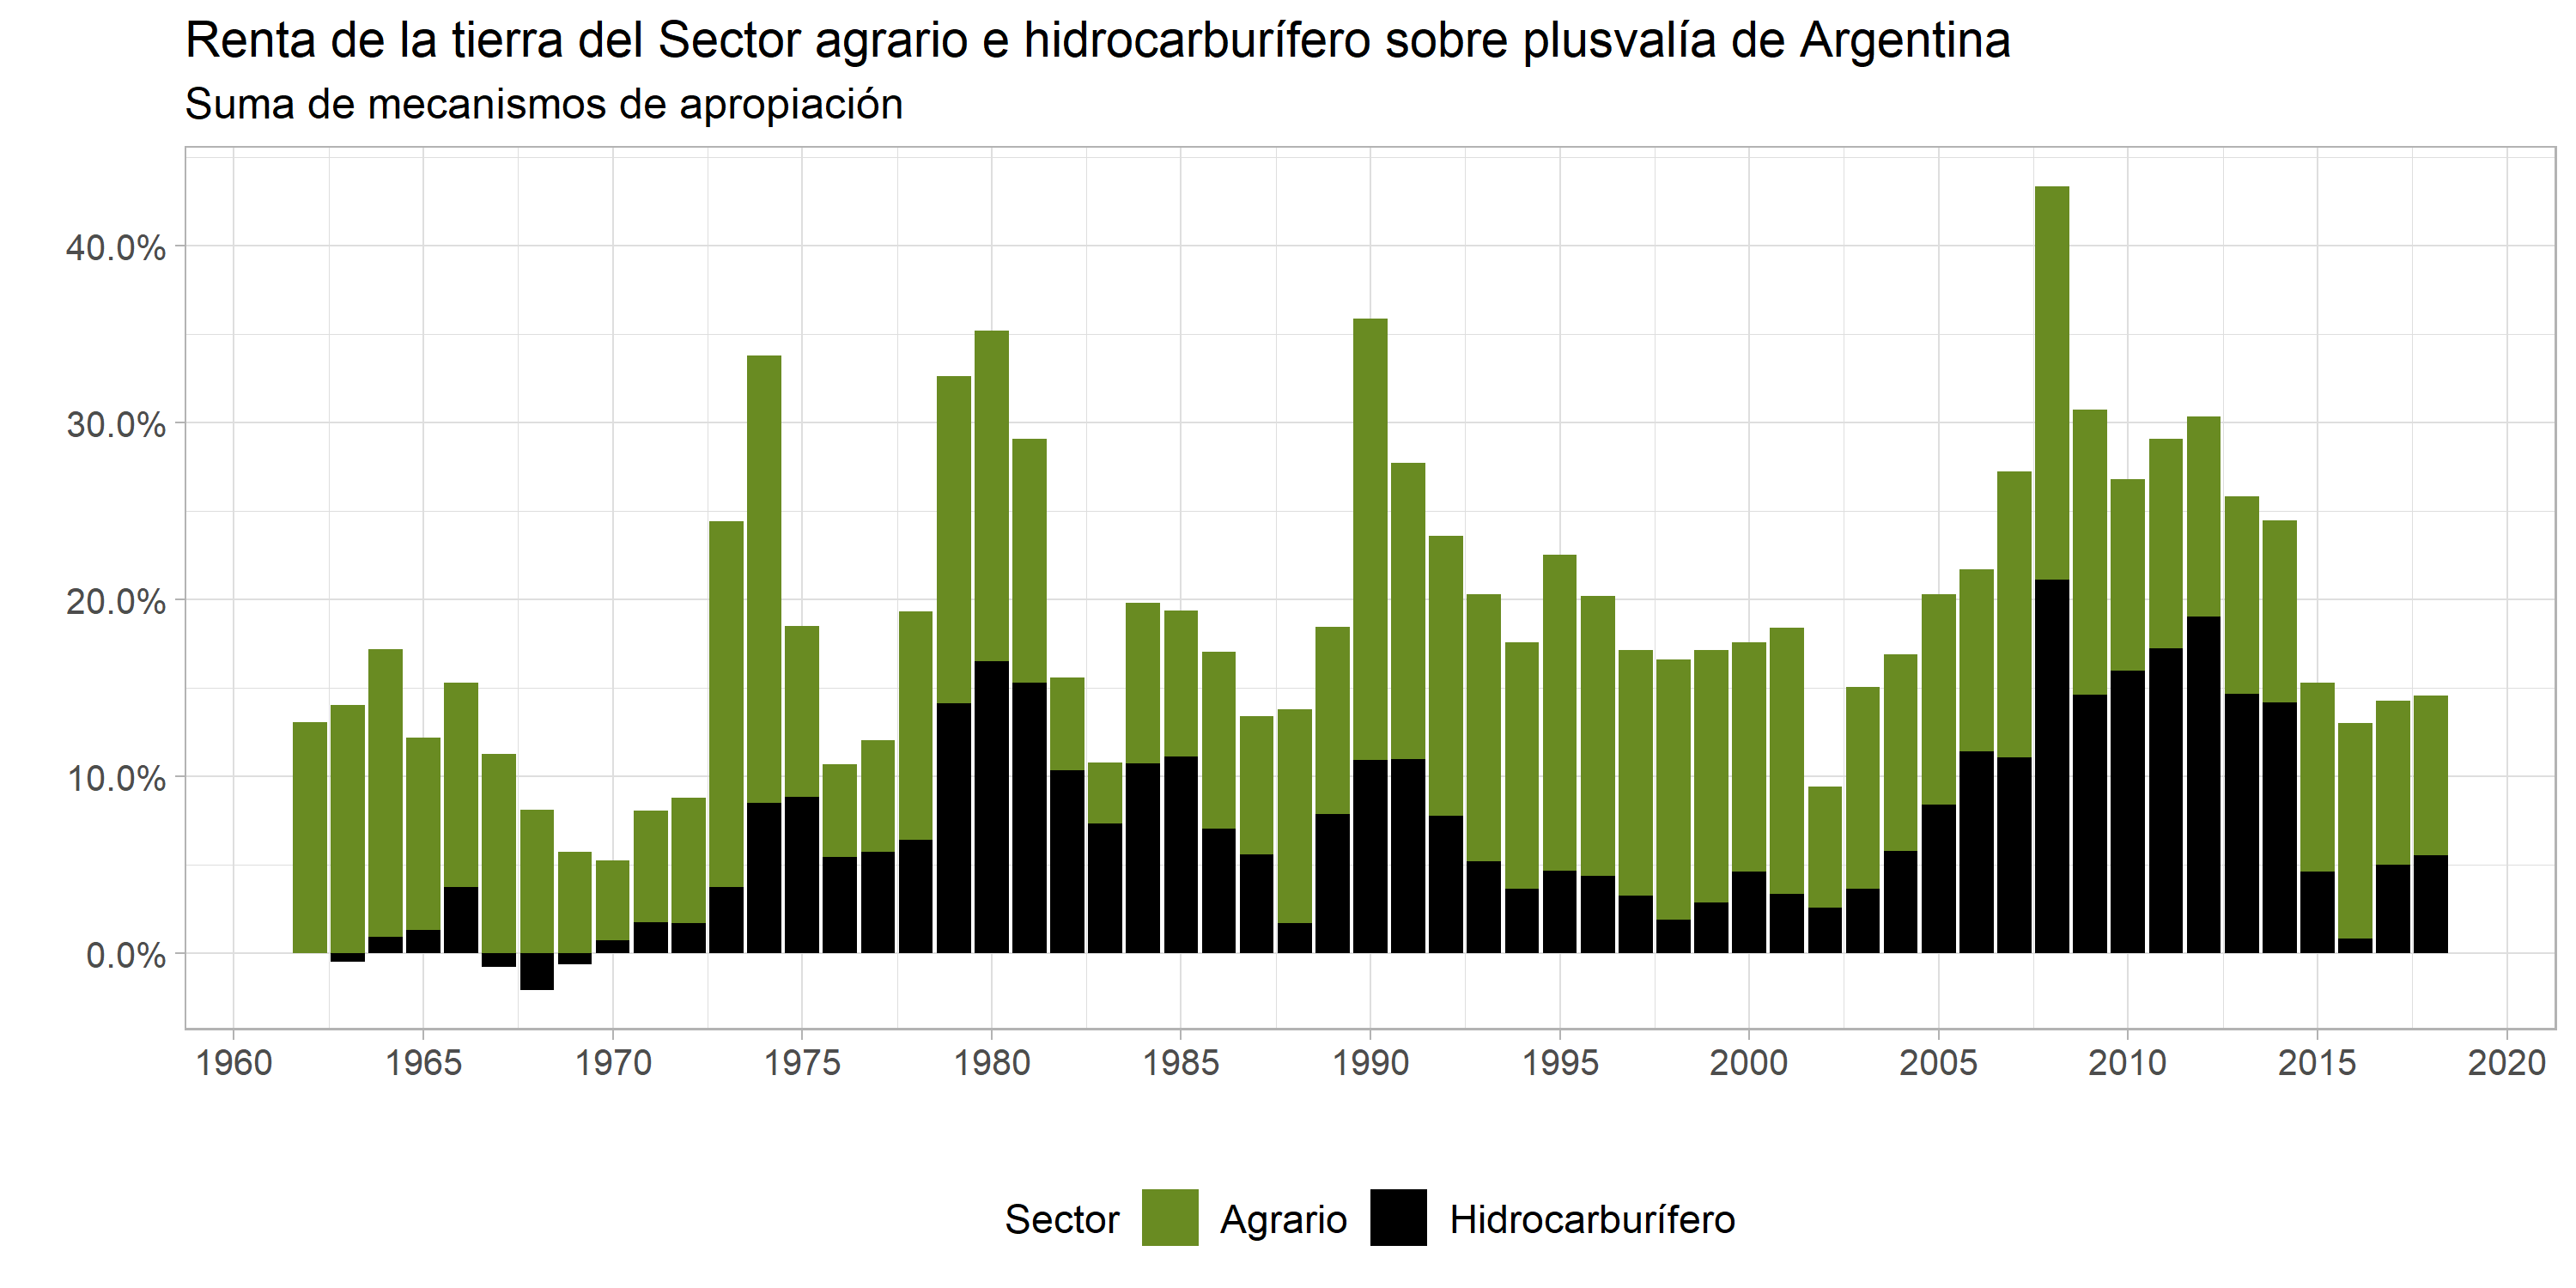 Renta de la tierra del Sector agrario e hidrocarburífero sobre plusvalía de Argentina
Suma de mecanismos de apropiación
40.0%
30.0%
20.0%
10.0%
0.0%
1960 1965 1970 1975 1980 1985 1990 1995 2000 2005 2010 2015 2020
Sector Agrario Hidrocarburífero